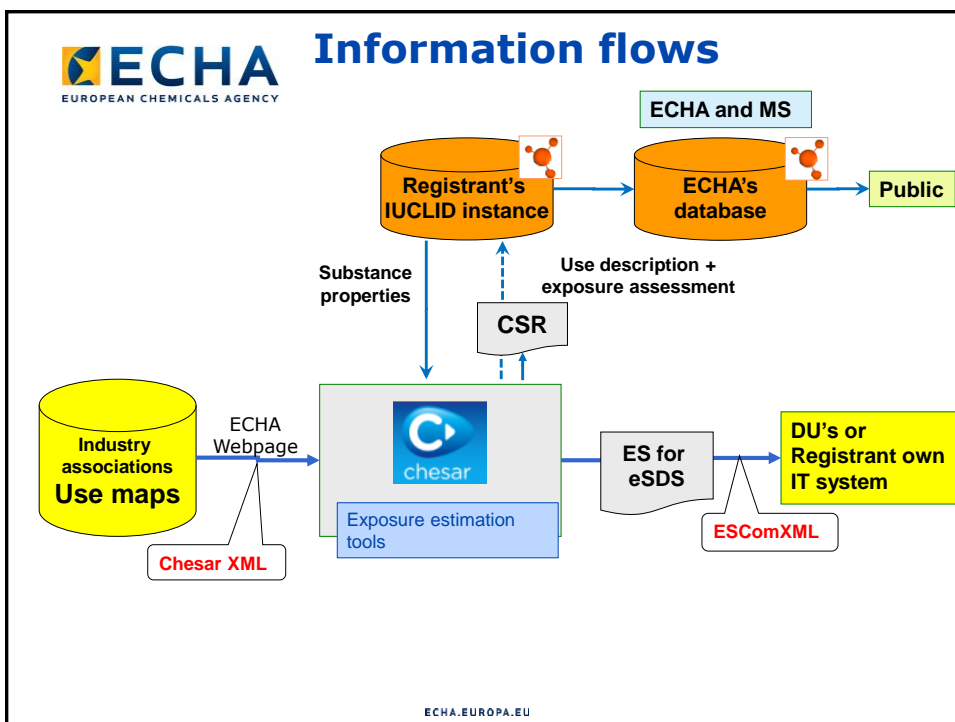 ECHA
EUROPEAN CHEMICALS AGENCY
Information flows
ECHA and MS
Registrant's
IUCLID instance
ECHA's
database
Public
Substance
properties
Use description +
exposure assessment
CSR
Industry
associations
Use maps
ECHA
Webpage
chesar
Exposure estimation
tools
ES for
eSDS
DU's or
Registrant own
IT system
Chesar XML
ESComXML
ECHA.EUROPA.EU